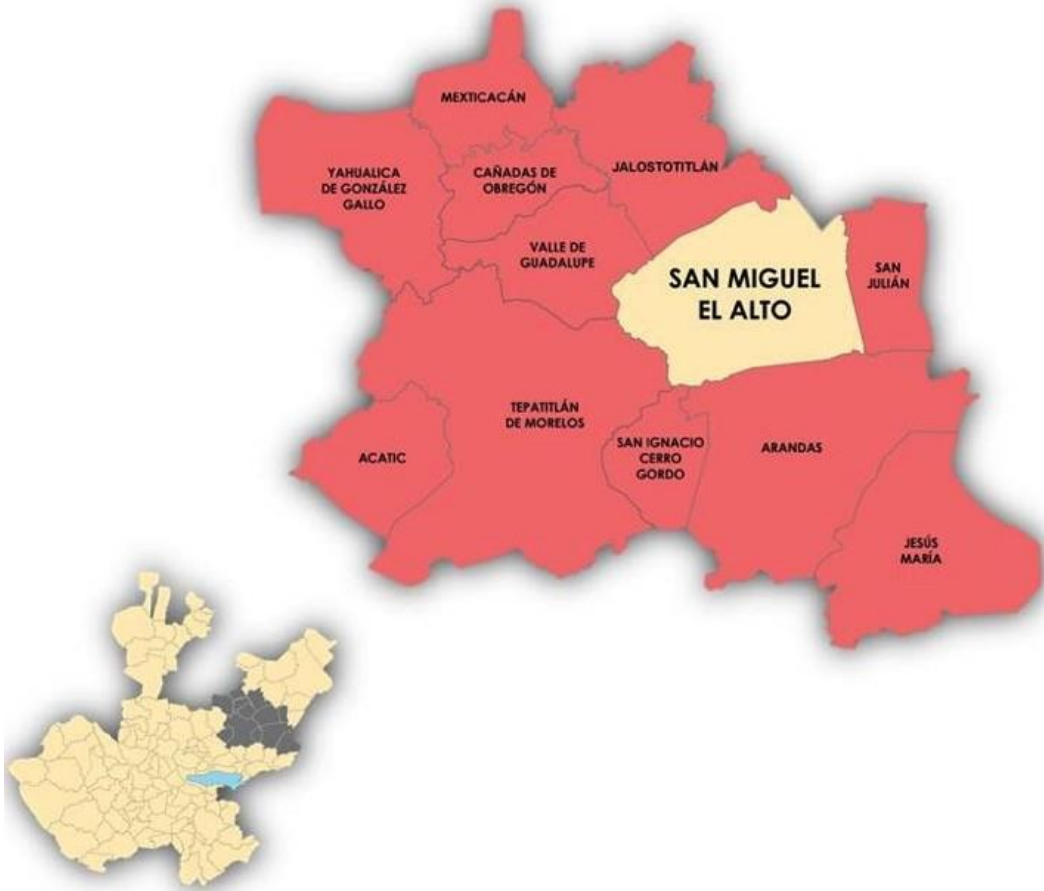 MEXTICACÁN
YAHUALICA
DE GONZÁLEZ
GALLO
CAÑADAS DE
OBREGÓN
JALOSTOTITLÁN
VALLE DE
GUADALUPE
SAN MIGUEL
EL ALTO
SAN
JULIÁN
TEPATITLÁN
DE MORELOS
ACATIC
SAN IGNACIO
CERRO
GORDO
ARANDAS
JESÚS
MARÍA